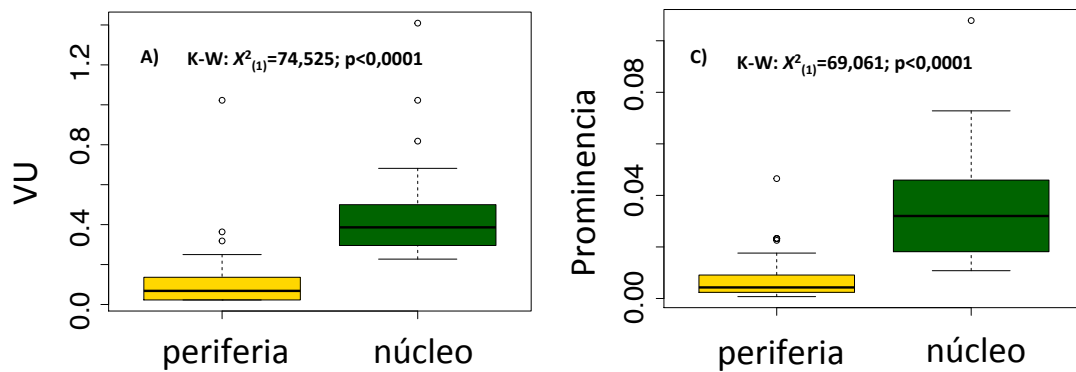 A) K-W: X²(1)=74,525; p<0,0001
VU
1.2
0.8
0.4
0.0
periferia núcleo
C) K-W: X²(1)=69,061; p<0,0001
Prominencia
0.08
0.04
0.00
periferia núcleo